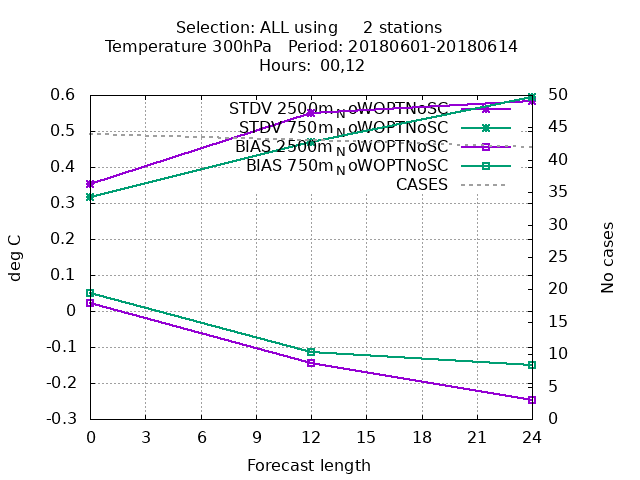 Selection: ALL using     2 stations
Temperature 300hPa   Period: 20180601-20180614
Hours: 00,12
0.6
0.5
0.4
0.3
0.2
0.1
0
-0.1
-0.2
-0.3
deg C
STDV 2500m_NoWOPTNoSC
STDV 750m_NoWOPTNoSC
BIAS 2500m_NoWOPTNoSC
BIAS 750m_NoWOPTNoSC
CASES
50
45
40
35
30
25
20
15
10
5
0
No cases
0 3 6 9 12 15 18 21 24
Forecast length